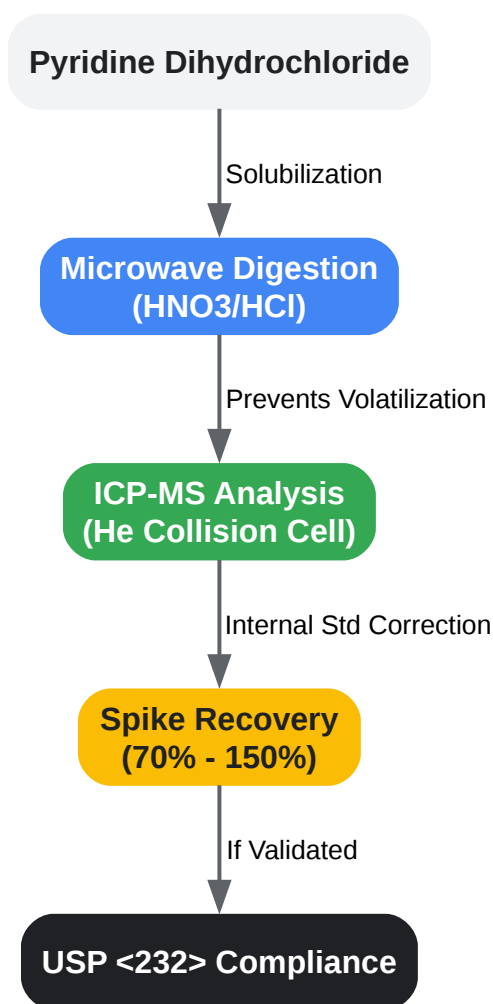 Pyridine Dihydrochloride
Solubilization
Microwave Digestion
(HNO3/HCl)
Prevents Volatilization
ICP-MS Analysis
(He Collision Cell)
Internal Std Correction
Spike Recovery
(70% - 150%)
If Validated
USP <232> Compliance